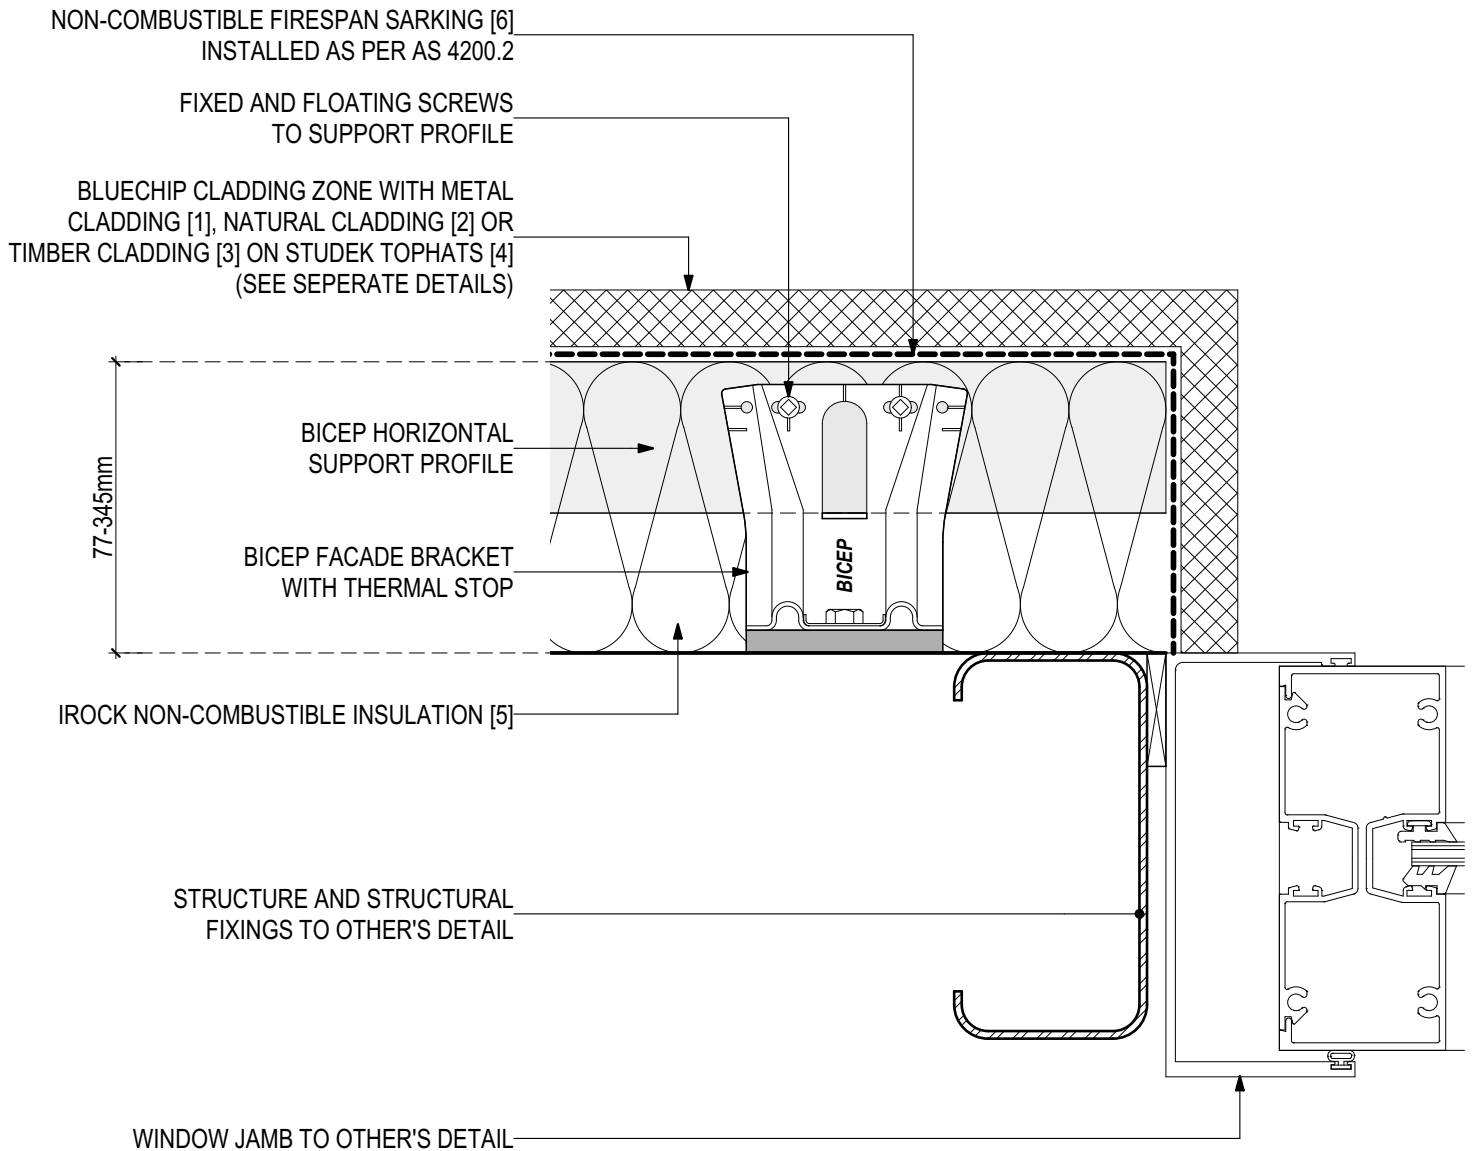 NON-COMBUSTIBLE FIRESPAN SARKING [6]
INSTALLED AS PER AS 4200.2
FIXED AND FLOATING SCREWS
TO SUPPORT PROFILE
BLUECHIP CLADDING ZONE WITH METAL
CLADDING [1], NATURAL CLADDING [2] OR
TIMBER CLADDING [3] ON STUDEK TOPHATS [4]
(SEE SEPERATE DETAILS)
BICEP HORIZONTAL
SUPPORT PROFILE
77-345mm
BICEP FACADE BRACKET
WITH THERMAL STOP
BICEP
IROCK NON-COMBUSTIBLE INSULATION [5]
STRUCTURE AND STRUCTURAL
FIXINGS TO OTHER'S DETAIL
WINDOW JAMB TO OTHER'S DETAIL